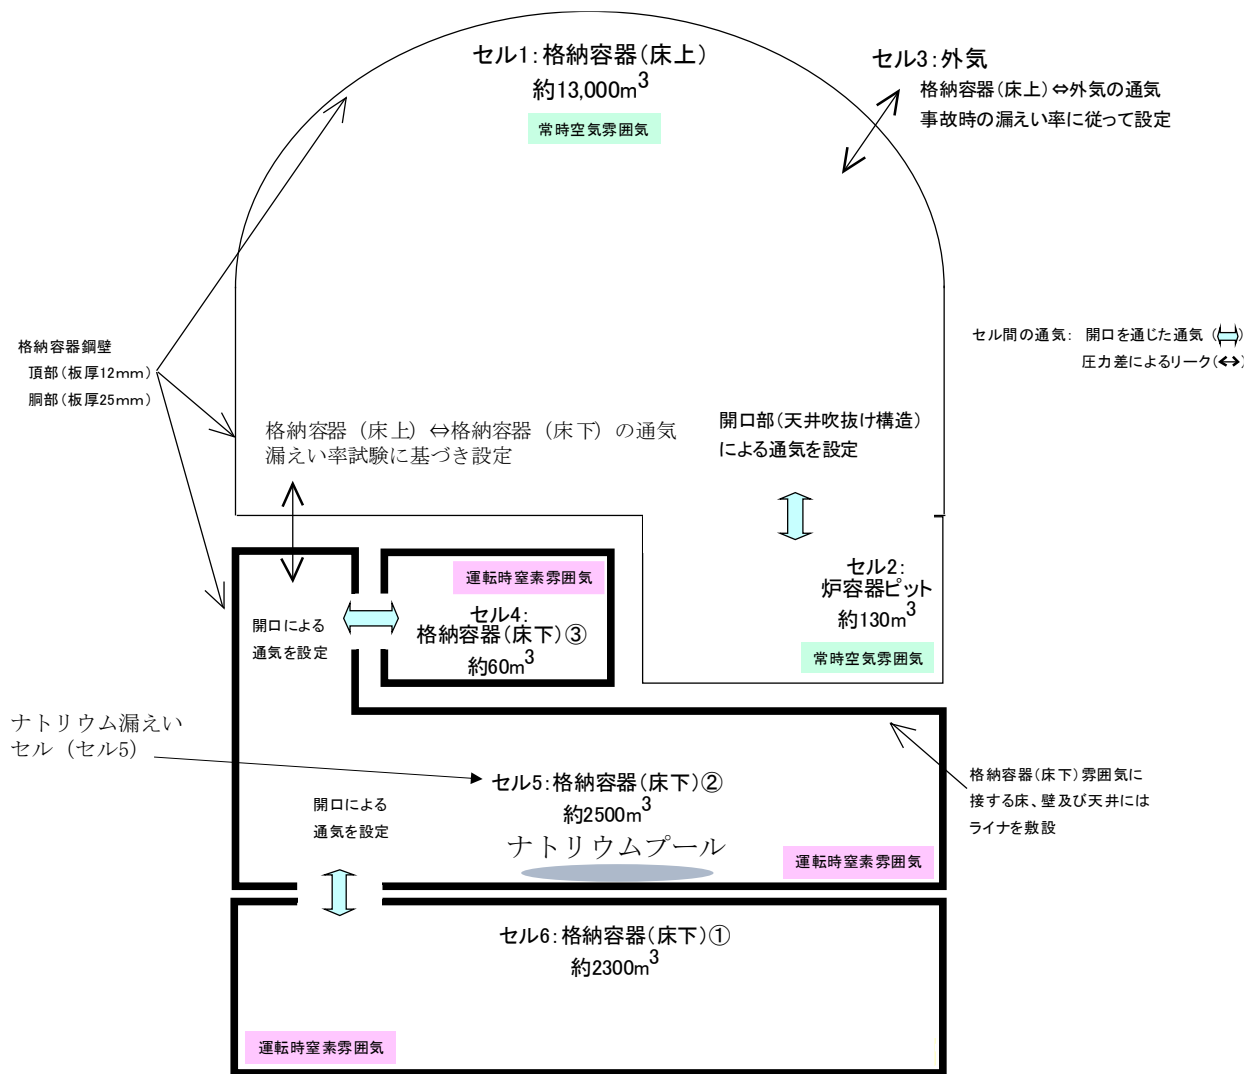 セル1：格納容器（床上）
約13,000m3
常時空気雰囲気
セル3：外気
格納容器（床上）⇔外気の通気
事故時の漏えい率に従って設定
セル間の通気： 開口を通じた通気（⇔）
圧力差によるリーク（↔）
格納容器鋼壁
頂部（板厚12mm）
胴部（板厚25mm）
格納容器（床上）⇔格納容器（床下）の通気
漏えい率試験に基づき設定
開口部（天井吹抜け構造）
による通気を設定
セル2：
炉容器ピット
約130m3
常時空気雰囲気
運転時窒素雰囲気
セル4：
格納容器（床下）③
約60m3
開口による
通気を設定
ナトリウム漏えい
セル（セル5）
セル5：格納容器（床下）②
約2500m3
ナトリウムプール
運転時窒素雰囲気
開口による
通気を設定
格納容器（床下）雰囲気に
接する床、壁及び天井には
ライナを敷設
セル6：格納容器（床下）①
約2300m3
運転時窒素雰囲気